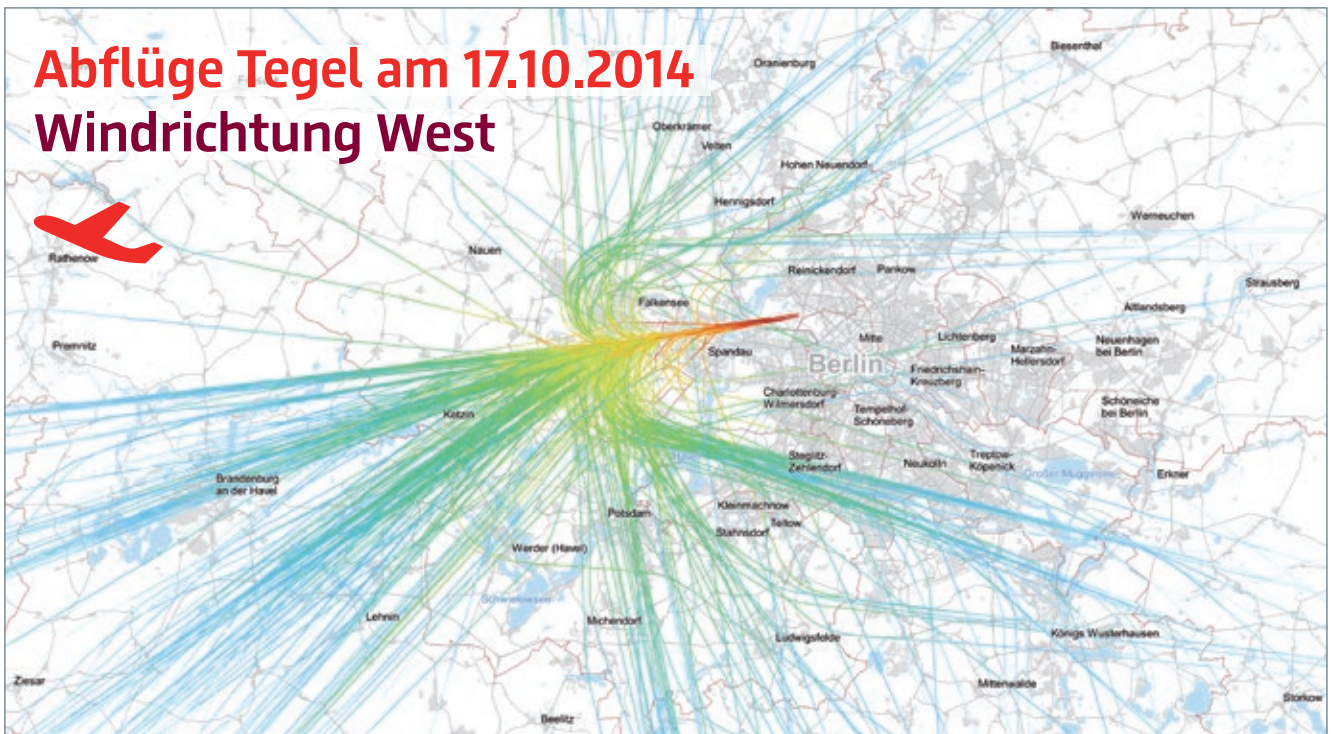 Abflüge Tegel am 17.10.2014
Windrichtung West
Biesenthal
Oranienburg
Oberkrämer
Velten
Hohen Neuendorf
Hennigsdorf
Werneuchen
Nauen
Rathenow
Reinickendorf
Pankow
Strausberg
Falkensee
Altlandsberg
Premnitz
Spandau
Mitte
Lichtenberg
Berlin
Marzahn-
Hellersdorf
Neuenhagen
bei Berlin
Friedrichshain-
Kreuzberg
Charlottenburg-
Wilmersdorf
Ketzin
Tempelhof-
Schöneberg
Schöneiche
bei Berlin
Steglitz-
Zehlendorf
Neukölln
Treptow-
Köpenick
Großer Müggelsee
Erkner
Brandenburg
an der Havel
Potsdam
Kleinmachnow
Stahnsdorf
Teltow
Werder (Havel)
Schwielowsee
Lehnin
Michendorf
Ludwigsfelde
Königs Wusterhausen
Ziesar
Mittenwalde
Storkow
Beelitz